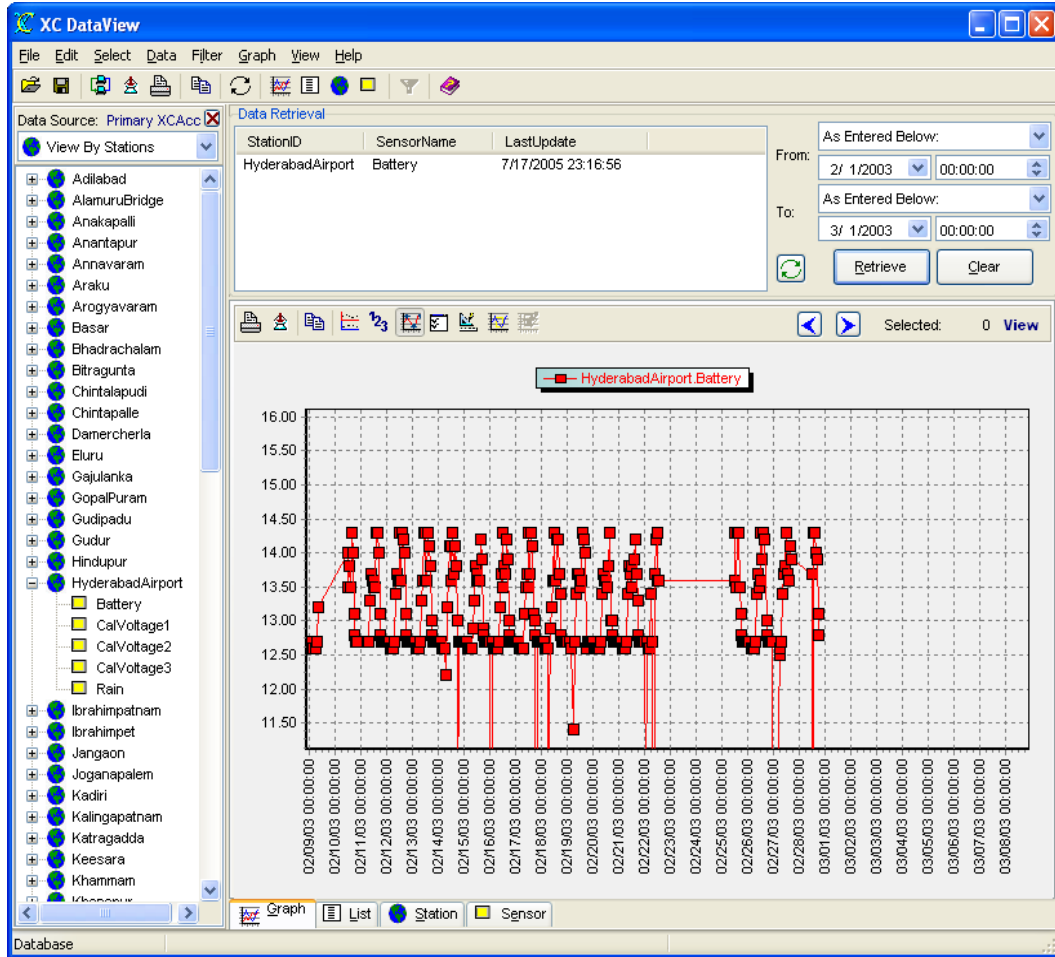 XC DataView
File Edit Select Data Filter Graph View Help
Data Source: Primary XCAcc
View By Stations
Adilabad
AlamuruBridge
Anakapalli
Anantapur
Annavaram
Araku
Arogyavaram
Basar
Bhadrachalam
Bitragunta
Chintalapudi
Chintapalle
Damercherla
Eluru
Gajulanka
GopalPuram
Gudipadu
Gudur
Hindupur
HyderabadAirport
Battery
CalVoltage1
CalVoltage2
CalVoltage3
Rain
Ibrahimpatnam
Ibrahimpet
Jangaon
Joganapalem
Kadiri
Kalingapatnam
Katragadda
Keesara
Khammam
Data Retrieval
StationID SensorName LastUpdate
HyderabadAirport Battery 7/17/2005 23:16:56
From:
As Entered Below:
2/ 1/2003 00:00:00
To:
As Entered Below:
3/ 1/2003 00:00:00
Retrieve Clear
123
Selected: 0 View
HyderabadAirport.Battery
16.00
15.50
15.00
14.50
14.00
13.50
13.00
12.50
12.00
11.50
02/09/03 00:00:00
02/10/03 00:00:00
02/11/03 00:00:00
02/12/03 00:00:00
02/13/03 00:00:00
02/14/03 00:00:00
02/15/03 00:00:00
02/16/03 00:00:00
02/17/03 00:00:00
02/18/03 00:00:00
02/19/03 00:00:00
02/20/03 00:00:00
02/21/03 00:00:00
02/22/03 00:00:00
02/23/03 00:00:00
02/24/03 00:00:00
02/25/03 00:00:00
02/26/03 00:00:00
02/27/03 00:00:00
02/28/03 00:00:00
03/01/03 00:00:00
03/02/03 00:00:00
03/03/03 00:00:00
03/04/03 00:00:00
03/05/03 00:00:00
03/06/03 00:00:00
03/07/03 00:00:00
03/08/03 00:00:00
Graph List Station Sensor
Database